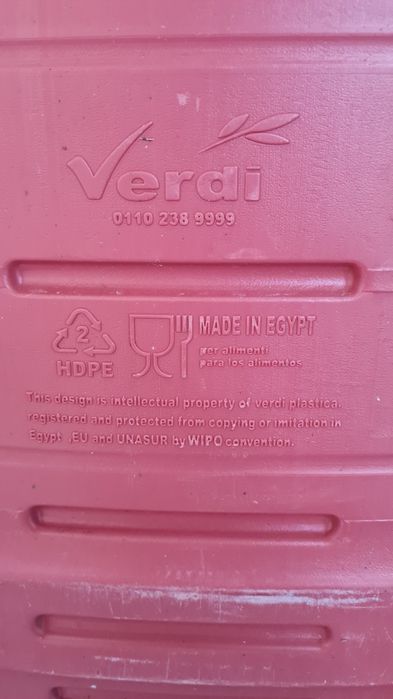 Verdi
0110 238 9999
2
HDPE
MADE IN EGYPT
per alimenti
para los alimentos
This design is intellectual property of verdi plastica.
registered and protected from copying or imitation in
Egypt ,EU and UNASUR by WIPO convention.